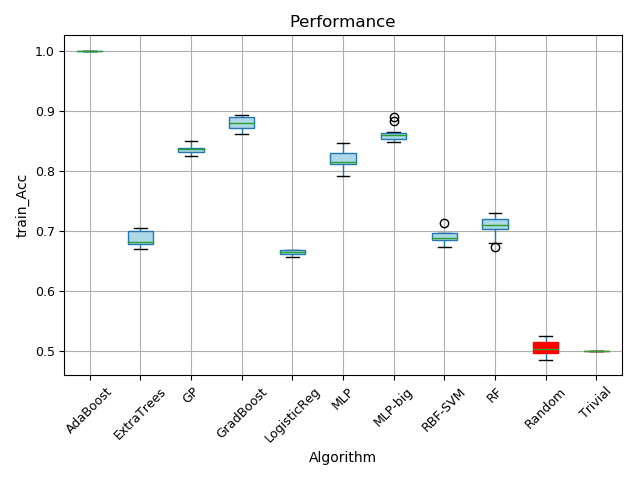 Performance
train_Acc
1.0
0.9
0.8
0.7
0.6
0.5
AdaBoost
ExtraTrees
GP
GradBoost
LogisticReg
MLP
MLP-big
RBF-SVM
RF
Random
Trivial
Algorithm